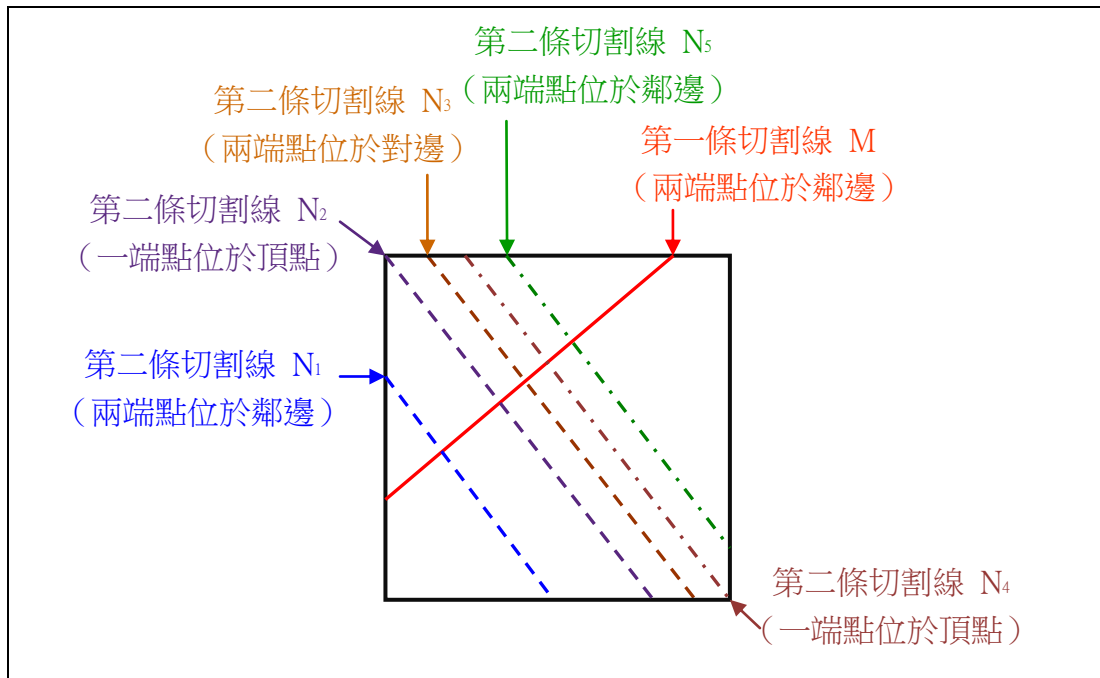 第二條切割線 N5
（兩端點位於鄰邊）
第二條切割線 N3
（兩端點位於對邊）
第一條切割線 M
（兩端點位於鄰邊）
第二條切割線 N2
（一端點位於頂點）
第二條切割線 N1
（兩端點位於鄰邊）
第二條切割線 N4
（一端點位於頂點）